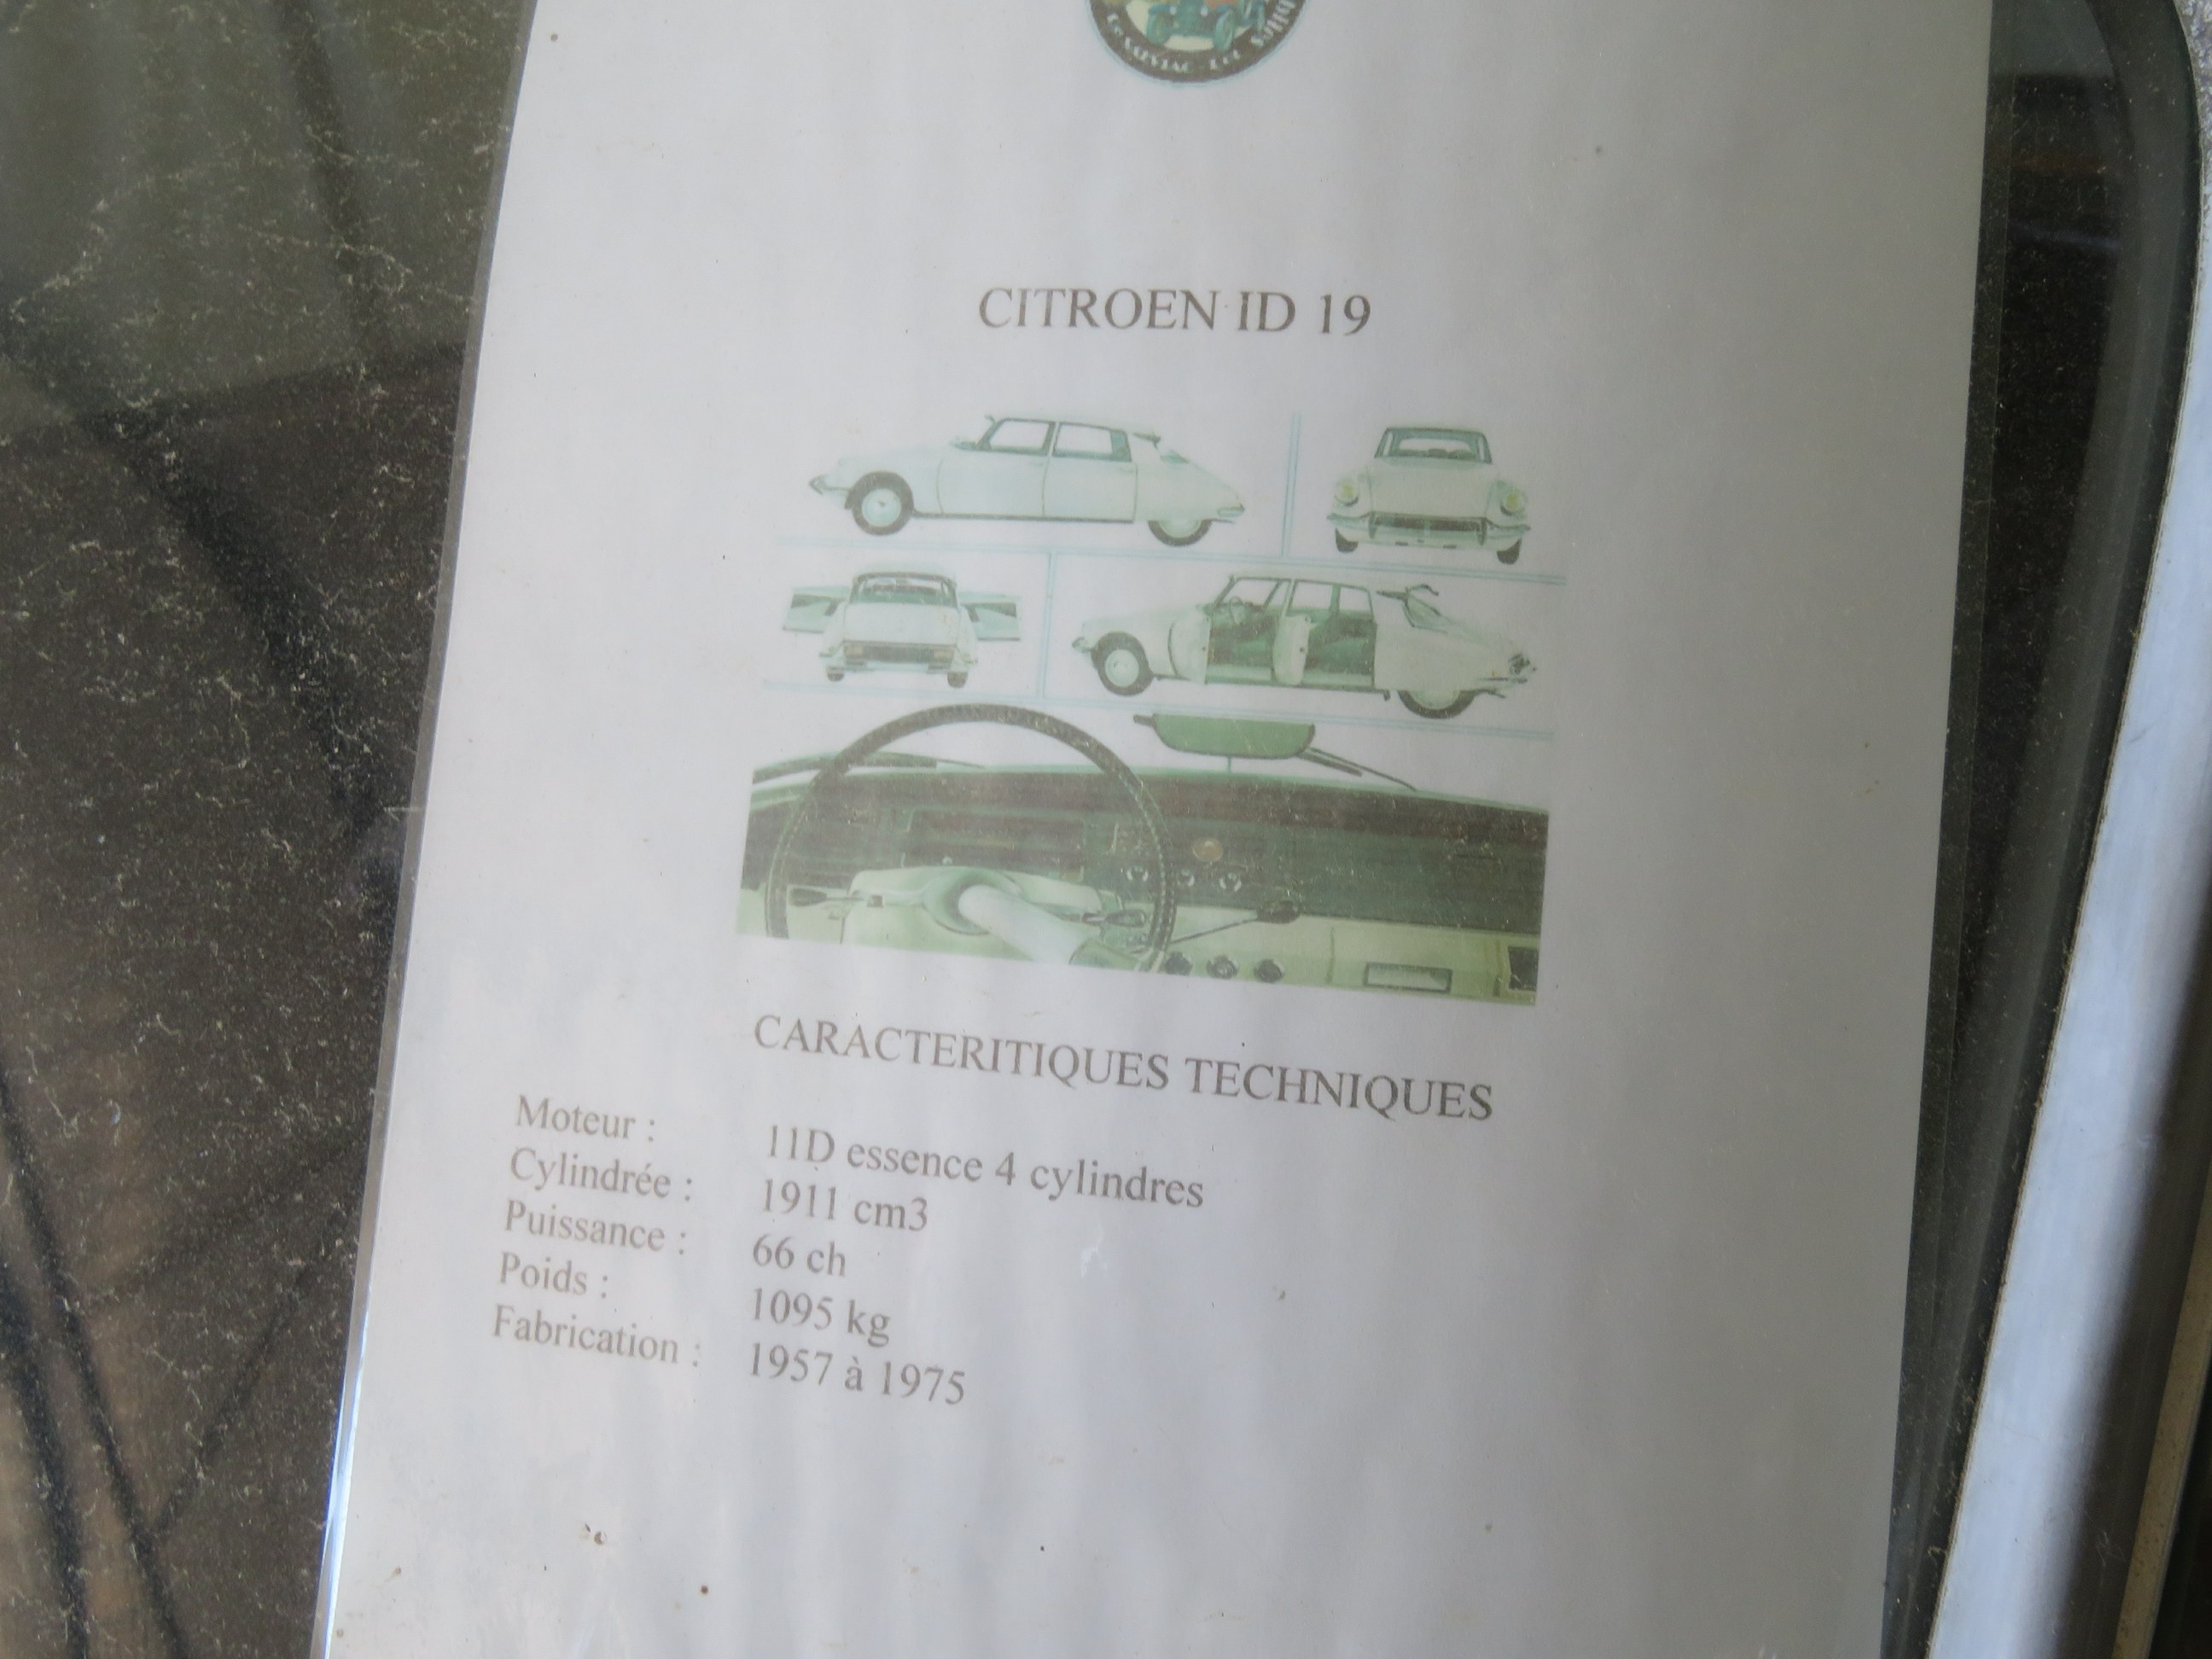 CITROEN ID 19
CARACTERITIQUES TECHNIQUES
Moteur : 11D essence 4 cylindres
Cylindrée : 1911 cm3
Puissance : 66 ch
Poids : 1095 kg
Fabrication : 1957 à 1975